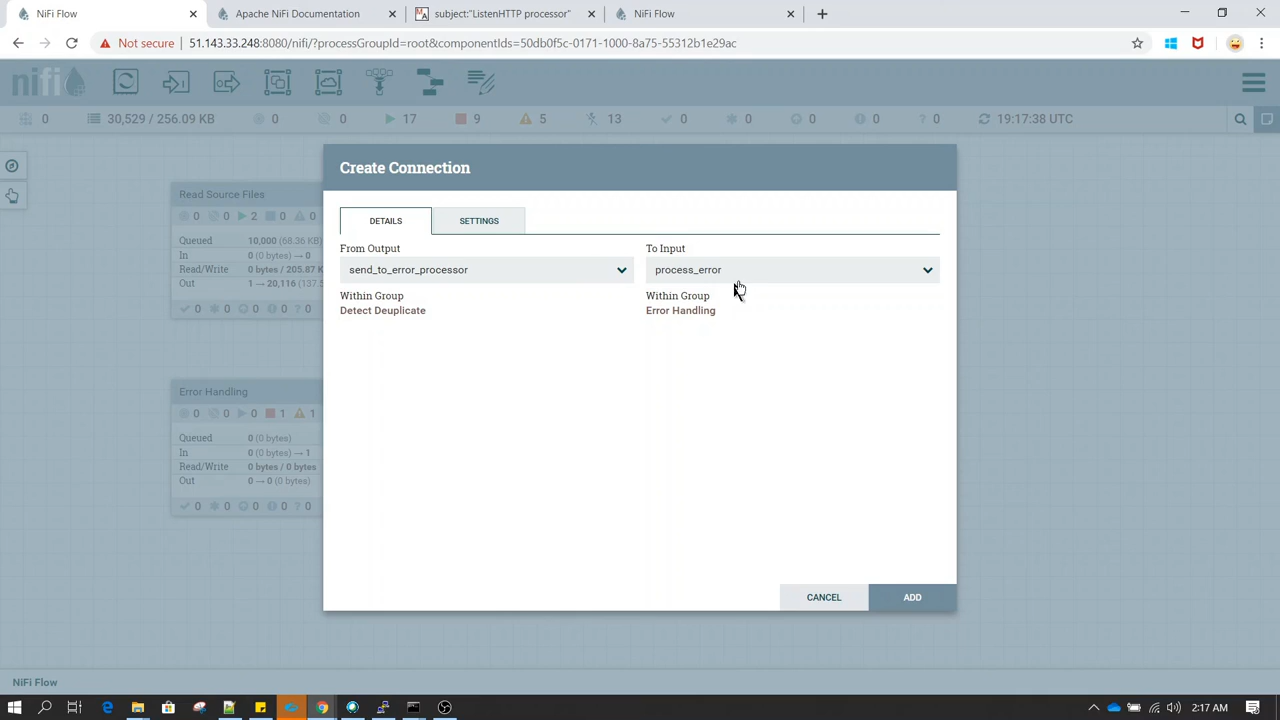 NiFi Flow
Apache NiFi Documentation
subject:"ListenHTTP processor"
NiFi Flow
Not secure
51.143.33.248:8080/nifi/?processGroupId=root&componentIds=50db0f5c-0171-1000-8a75-55312b1e29ac
nifi
0
30,529 / 256.09 KB
0
0
17
9
5
13
0
0
0
0
0
19:17:38 UTC
Create Connection
DETAILS
SETTINGS
From Output
To Input
send_to_error_processor
process_error
Within Group
Within Group
Detect Deuplicate
Error Handling
CANCEL
ADD
Read Source Files
0 0 2 0 0
Queued 10,000 (68.36 KB)
In 0 (0 bytes) → 0
Read/Write 0 bytes / 205.87 K
Out 1 → 20,116 (137.5
0 0 0 0 0
Error Handling
0 0 0 1 1
Queued 0 (0 bytes)
In 0 (0 bytes) → 1
Read/Write 0 bytes / 0 bytes
Out 0 → 0 (0 bytes)
0 0 0 0 0
NiFi Flow
2:17 AM